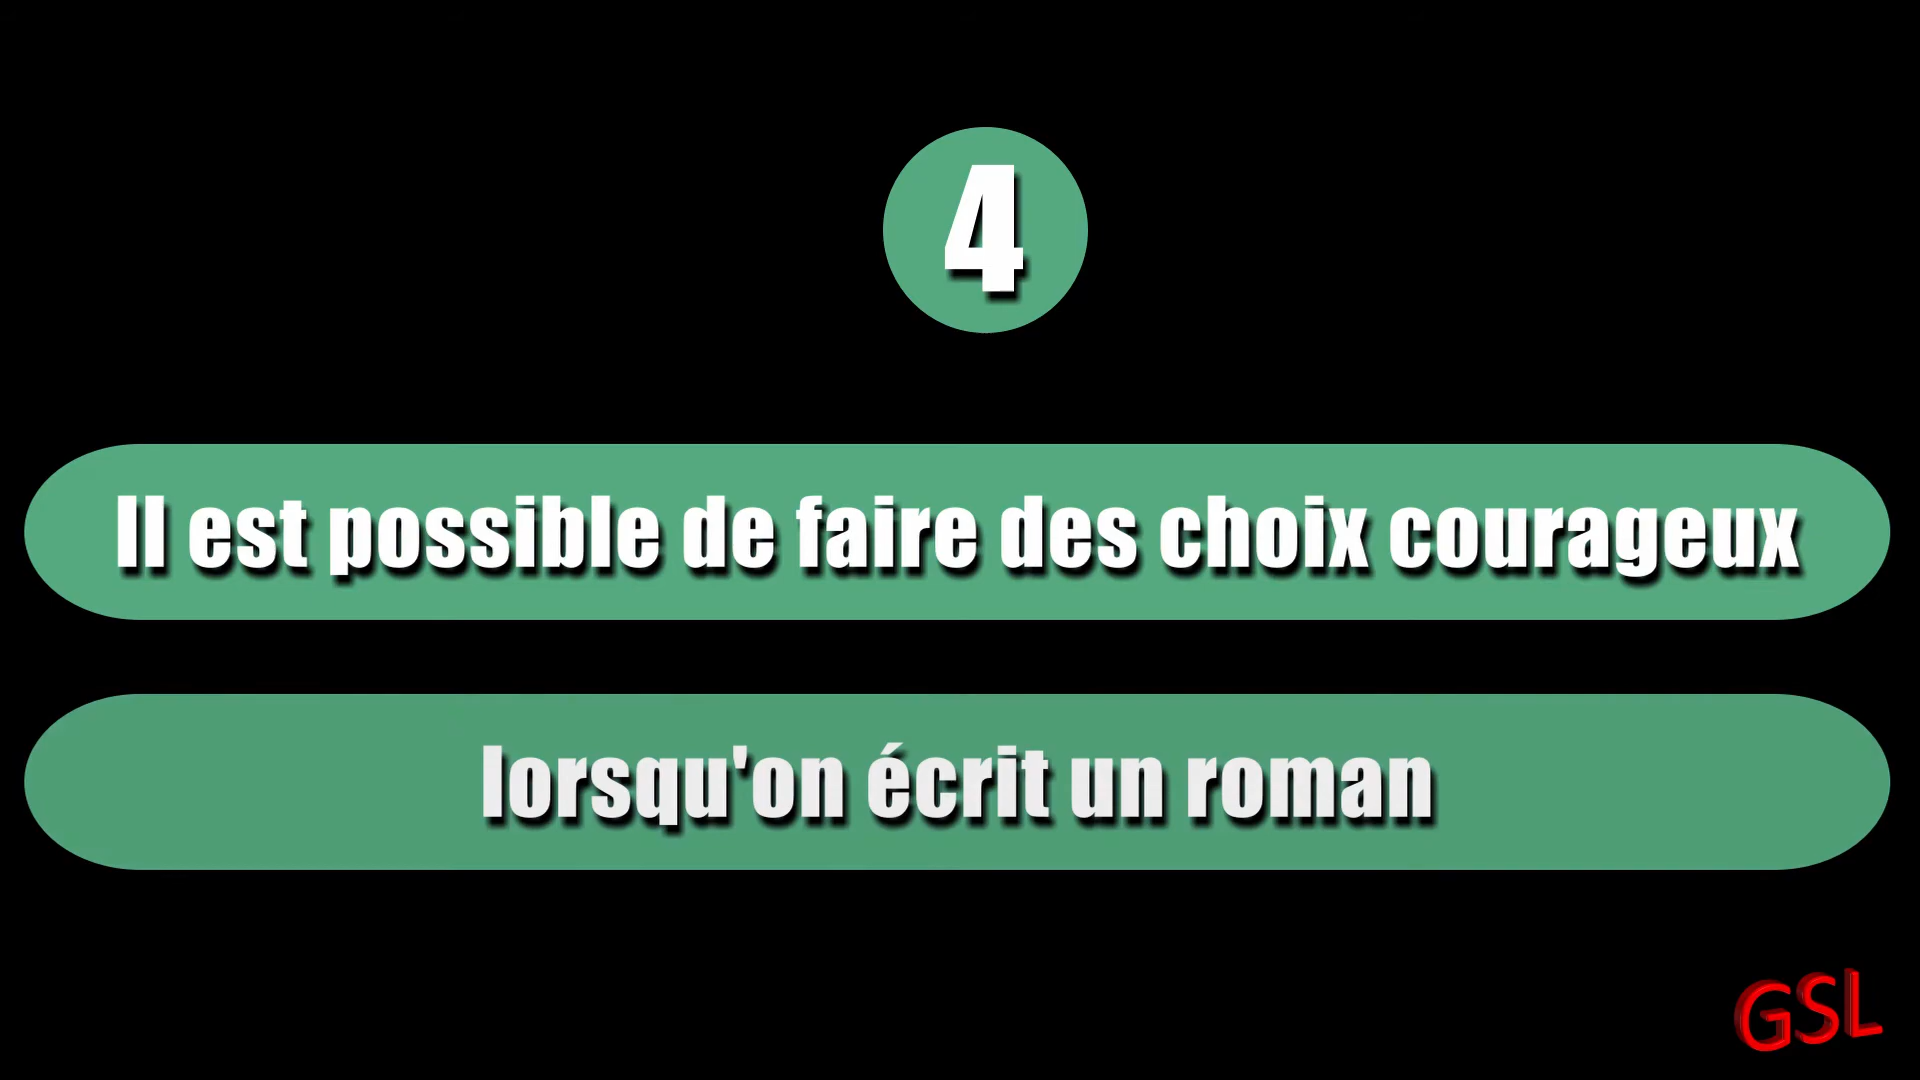 4
Il est possible de faire des choix courageux
lorsqu'on écrit un roman
GSL